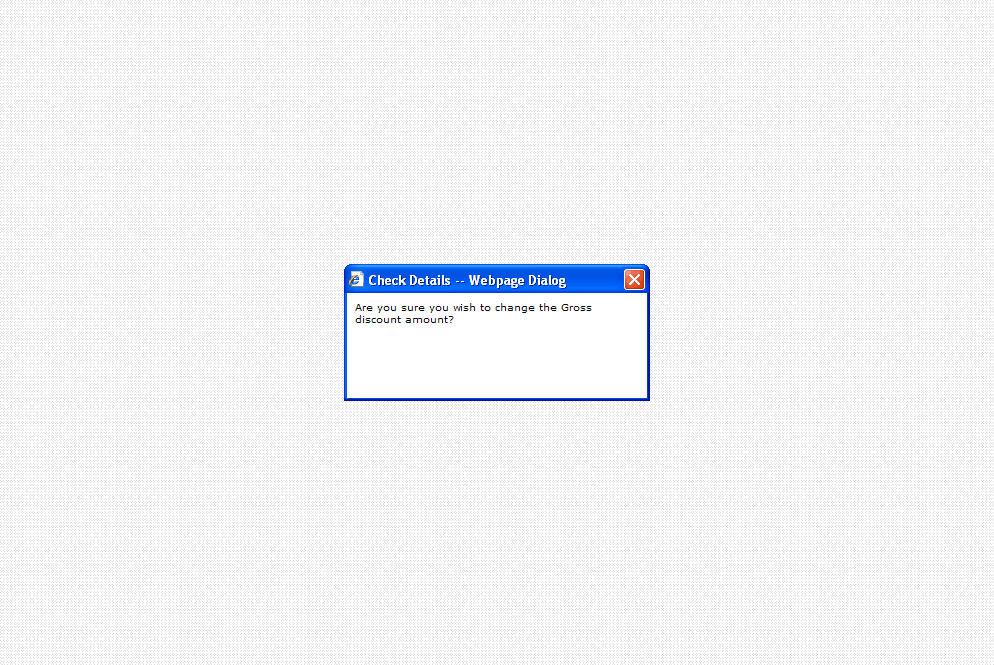 Check Details -- Webpage Dialog
Are you sure you wish to change the Gross
discount amount?